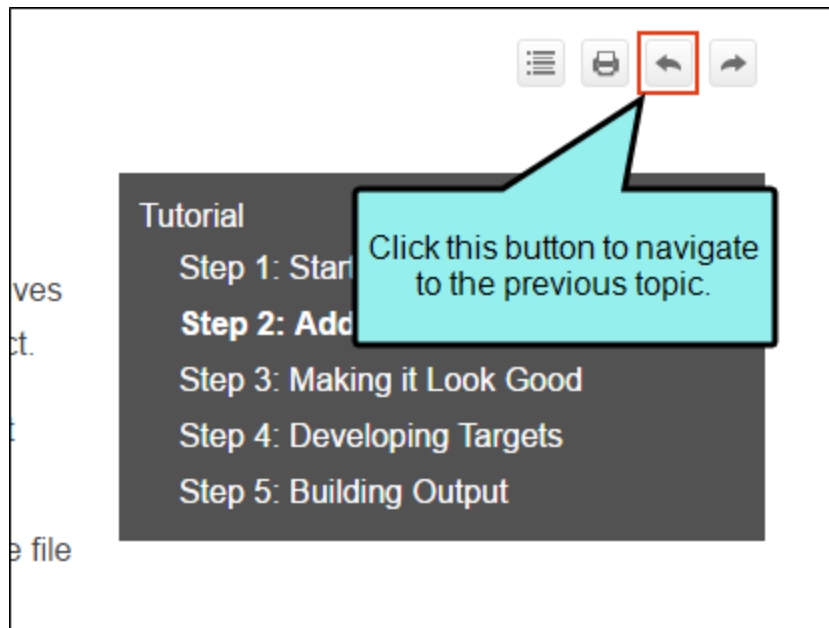 Click this button to navigate
to the previous topic.
Tutorial
Step 1: Start
Step 2: Add
Step 3: Making it Look Good
Step 4: Developing Targets
Step 5: Building Output
ves
ct.
t
e file